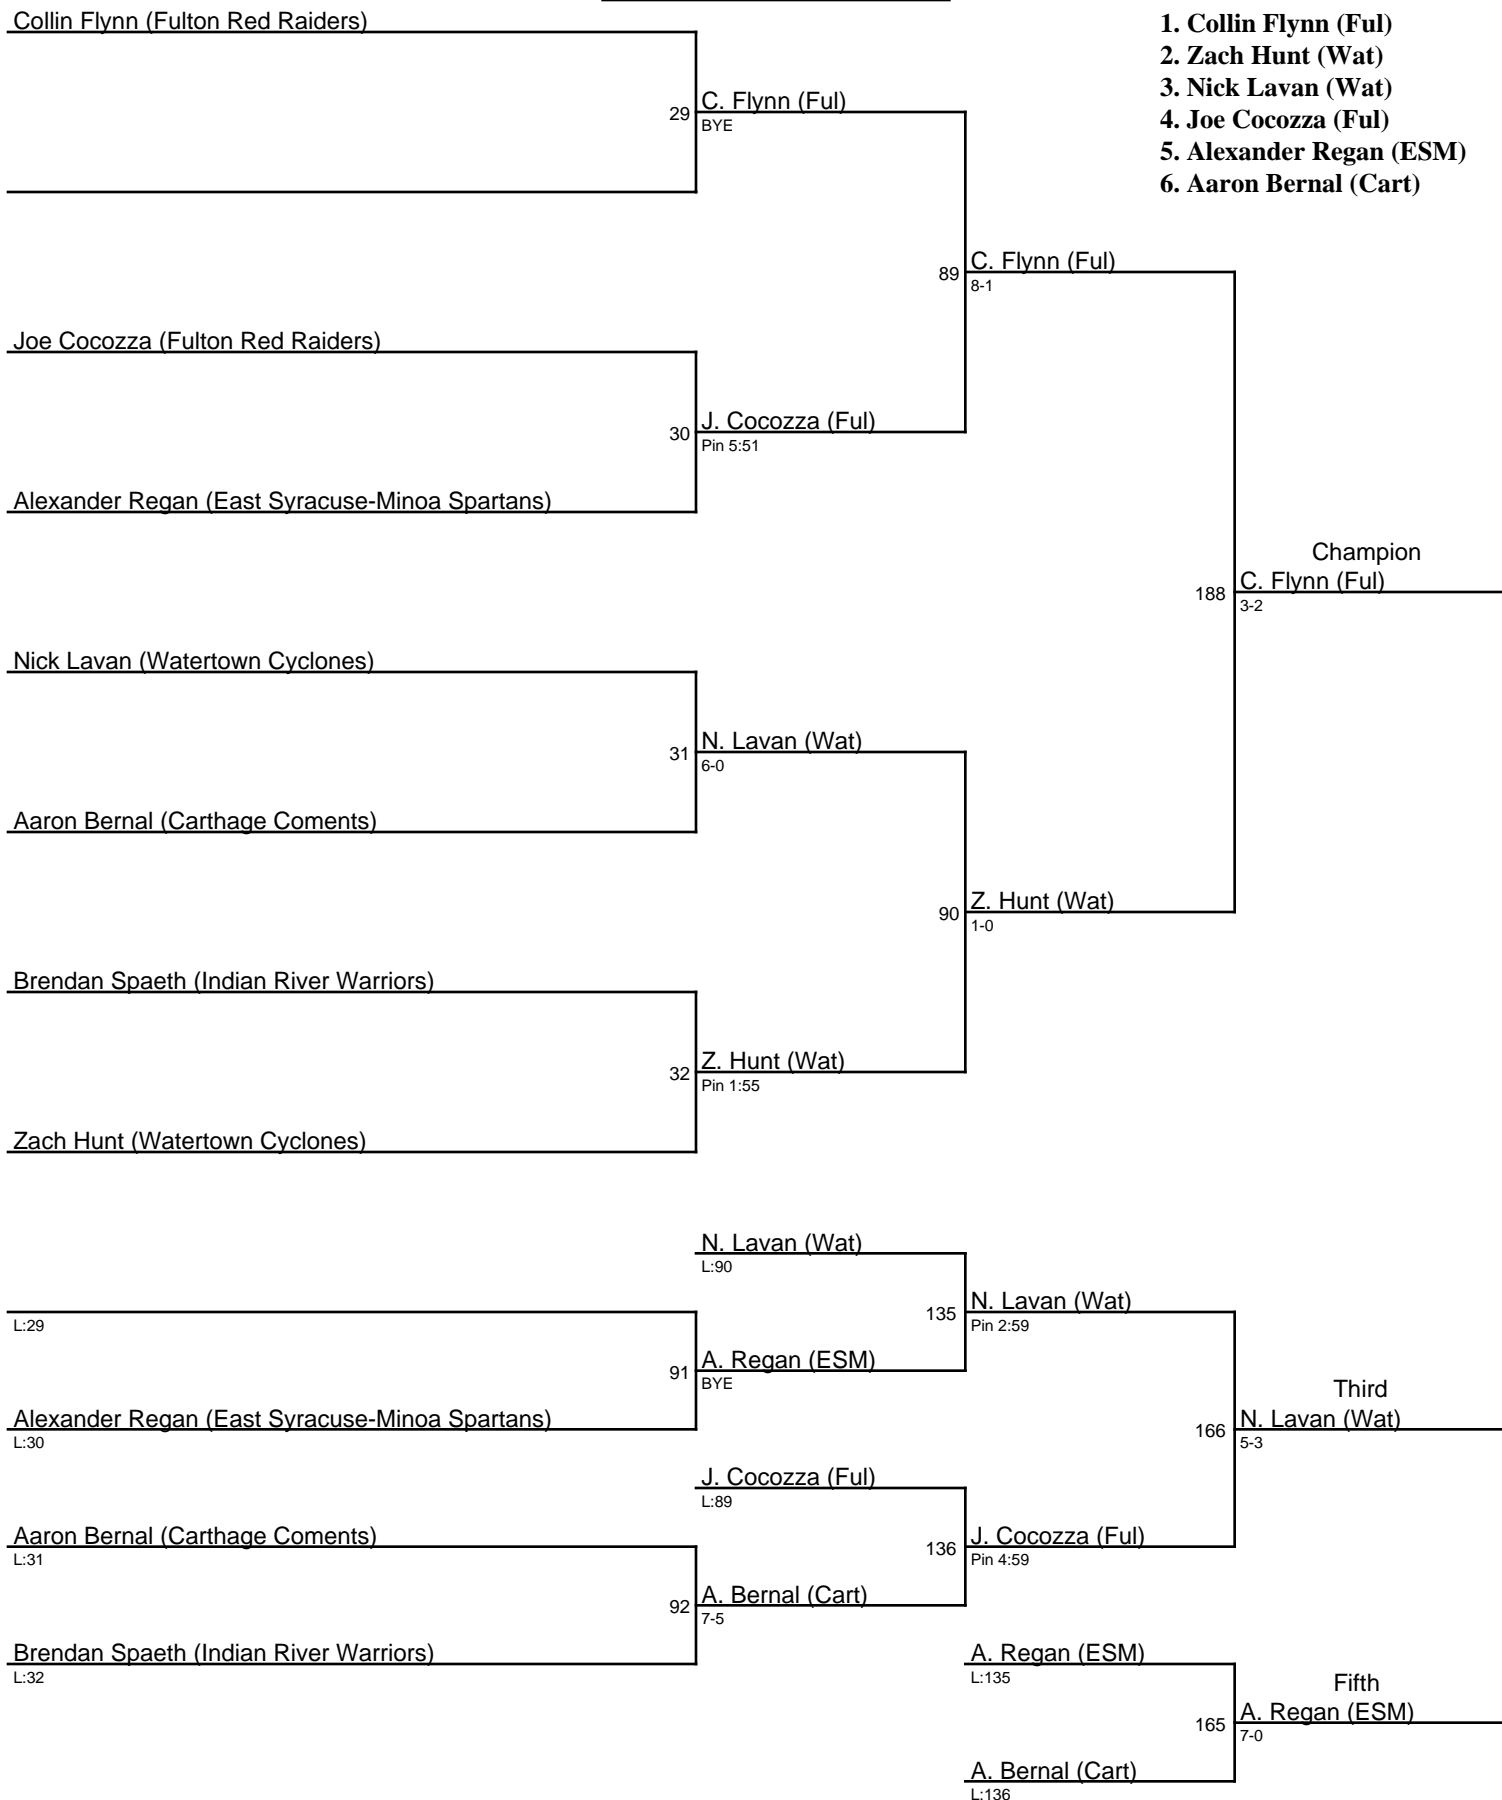 Collin Flynn (Fulton Red Raiders)
1. Collin Flynn (Ful)
2. Zach Hunt (Wat)
3. Nick Lavan (Wat)
4. Joe Cocozza (Ful)
5. Alexander Regan (ESM)
6. Aaron Bernal (Cart)
29 C. Flynn (Ful)
BYE
89 C. Flynn (Ful)
8-1
Joe Cocozza (Fulton Red Raiders)
30 J. Cocozza (Ful)
Pin 5:51
Alexander Regan (East Syracuse-Minoa Spartans)
Champion
188 C. Flynn (Ful)
3-2
Nick Lavan (Watertown Cyclones)
31 N. Lavan (Wat)
6-0
Aaron Bernal (Carthage Coments)
90 Z. Hunt (Wat)
1-0
Brendan Spaeth (Indian River Warriors)
32 Z. Hunt (Wat)
Pin 1:55
Zach Hunt (Watertown Cyclones)
N. Lavan (Wat)
L:90
135 N. Lavan (Wat)
Pin 2:59
L:29
91 A. Regan (ESM)
BYE
Third
Alexander Regan (East Syracuse-Minoa Spartans)
L:30
166 N. Lavan (Wat)
5-3
J. Cocozza (Ful)
L:89
Aaron Bernal (Carthage Coments)
L:31
136 J. Cocozza (Ful)
Pin 4:59
92 A. Bernal (Cart)
7-5
Brendan Spaeth (Indian River Warriors)
L:32
A. Regan (ESM)
L:135
Fifth
165 A. Regan (ESM)
7-0
A. Bernal (Cart)
L:136